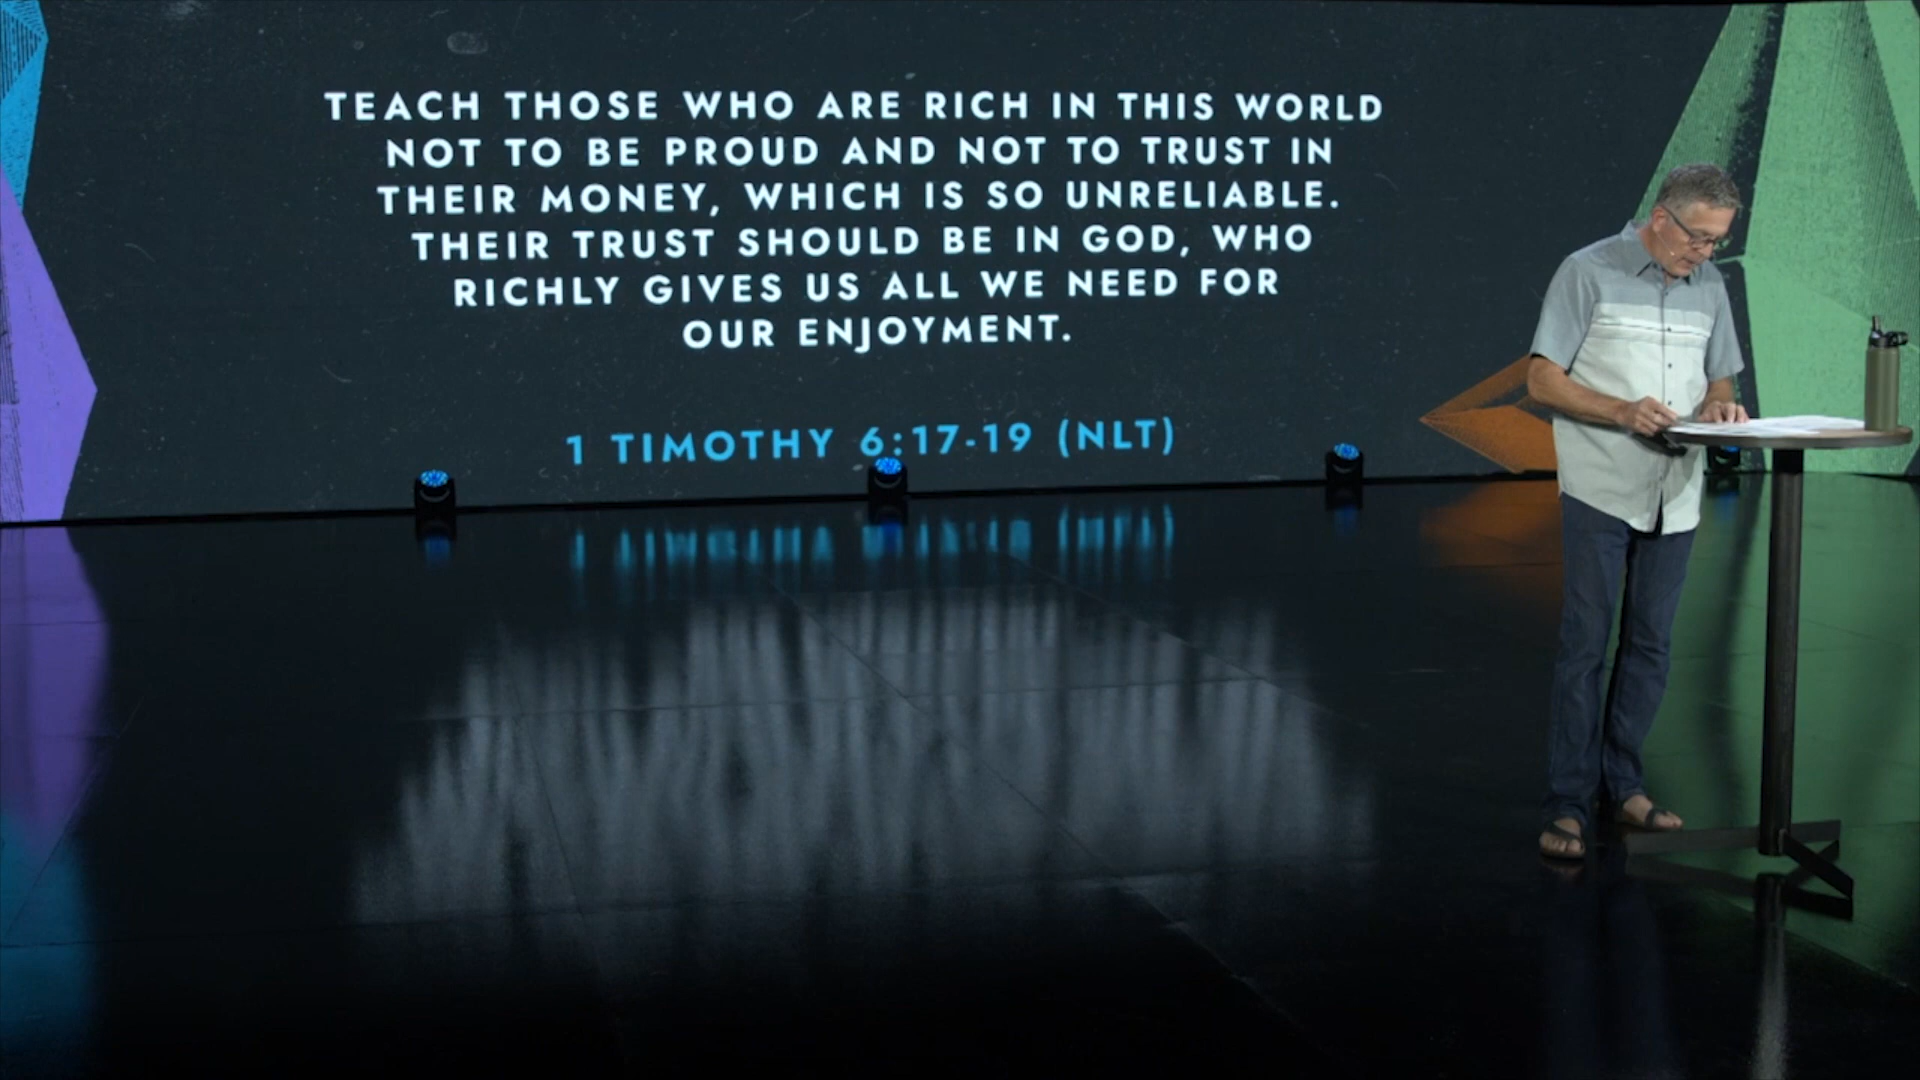 TEACH THOSE WHO ARE RICH IN THIS WORLD
NOT TO BE PROUD AND NOT TO TRUST IN
THEIR MONEY, WHICH IS SO UNRELIABLE.
THEIR TRUST SHOULD BE IN GOD, WHO
RICHLY GIVES US ALL WE NEED FOR
OUR ENJOYMENT.
1 TIMOTHY 6:17-19 (NLT)